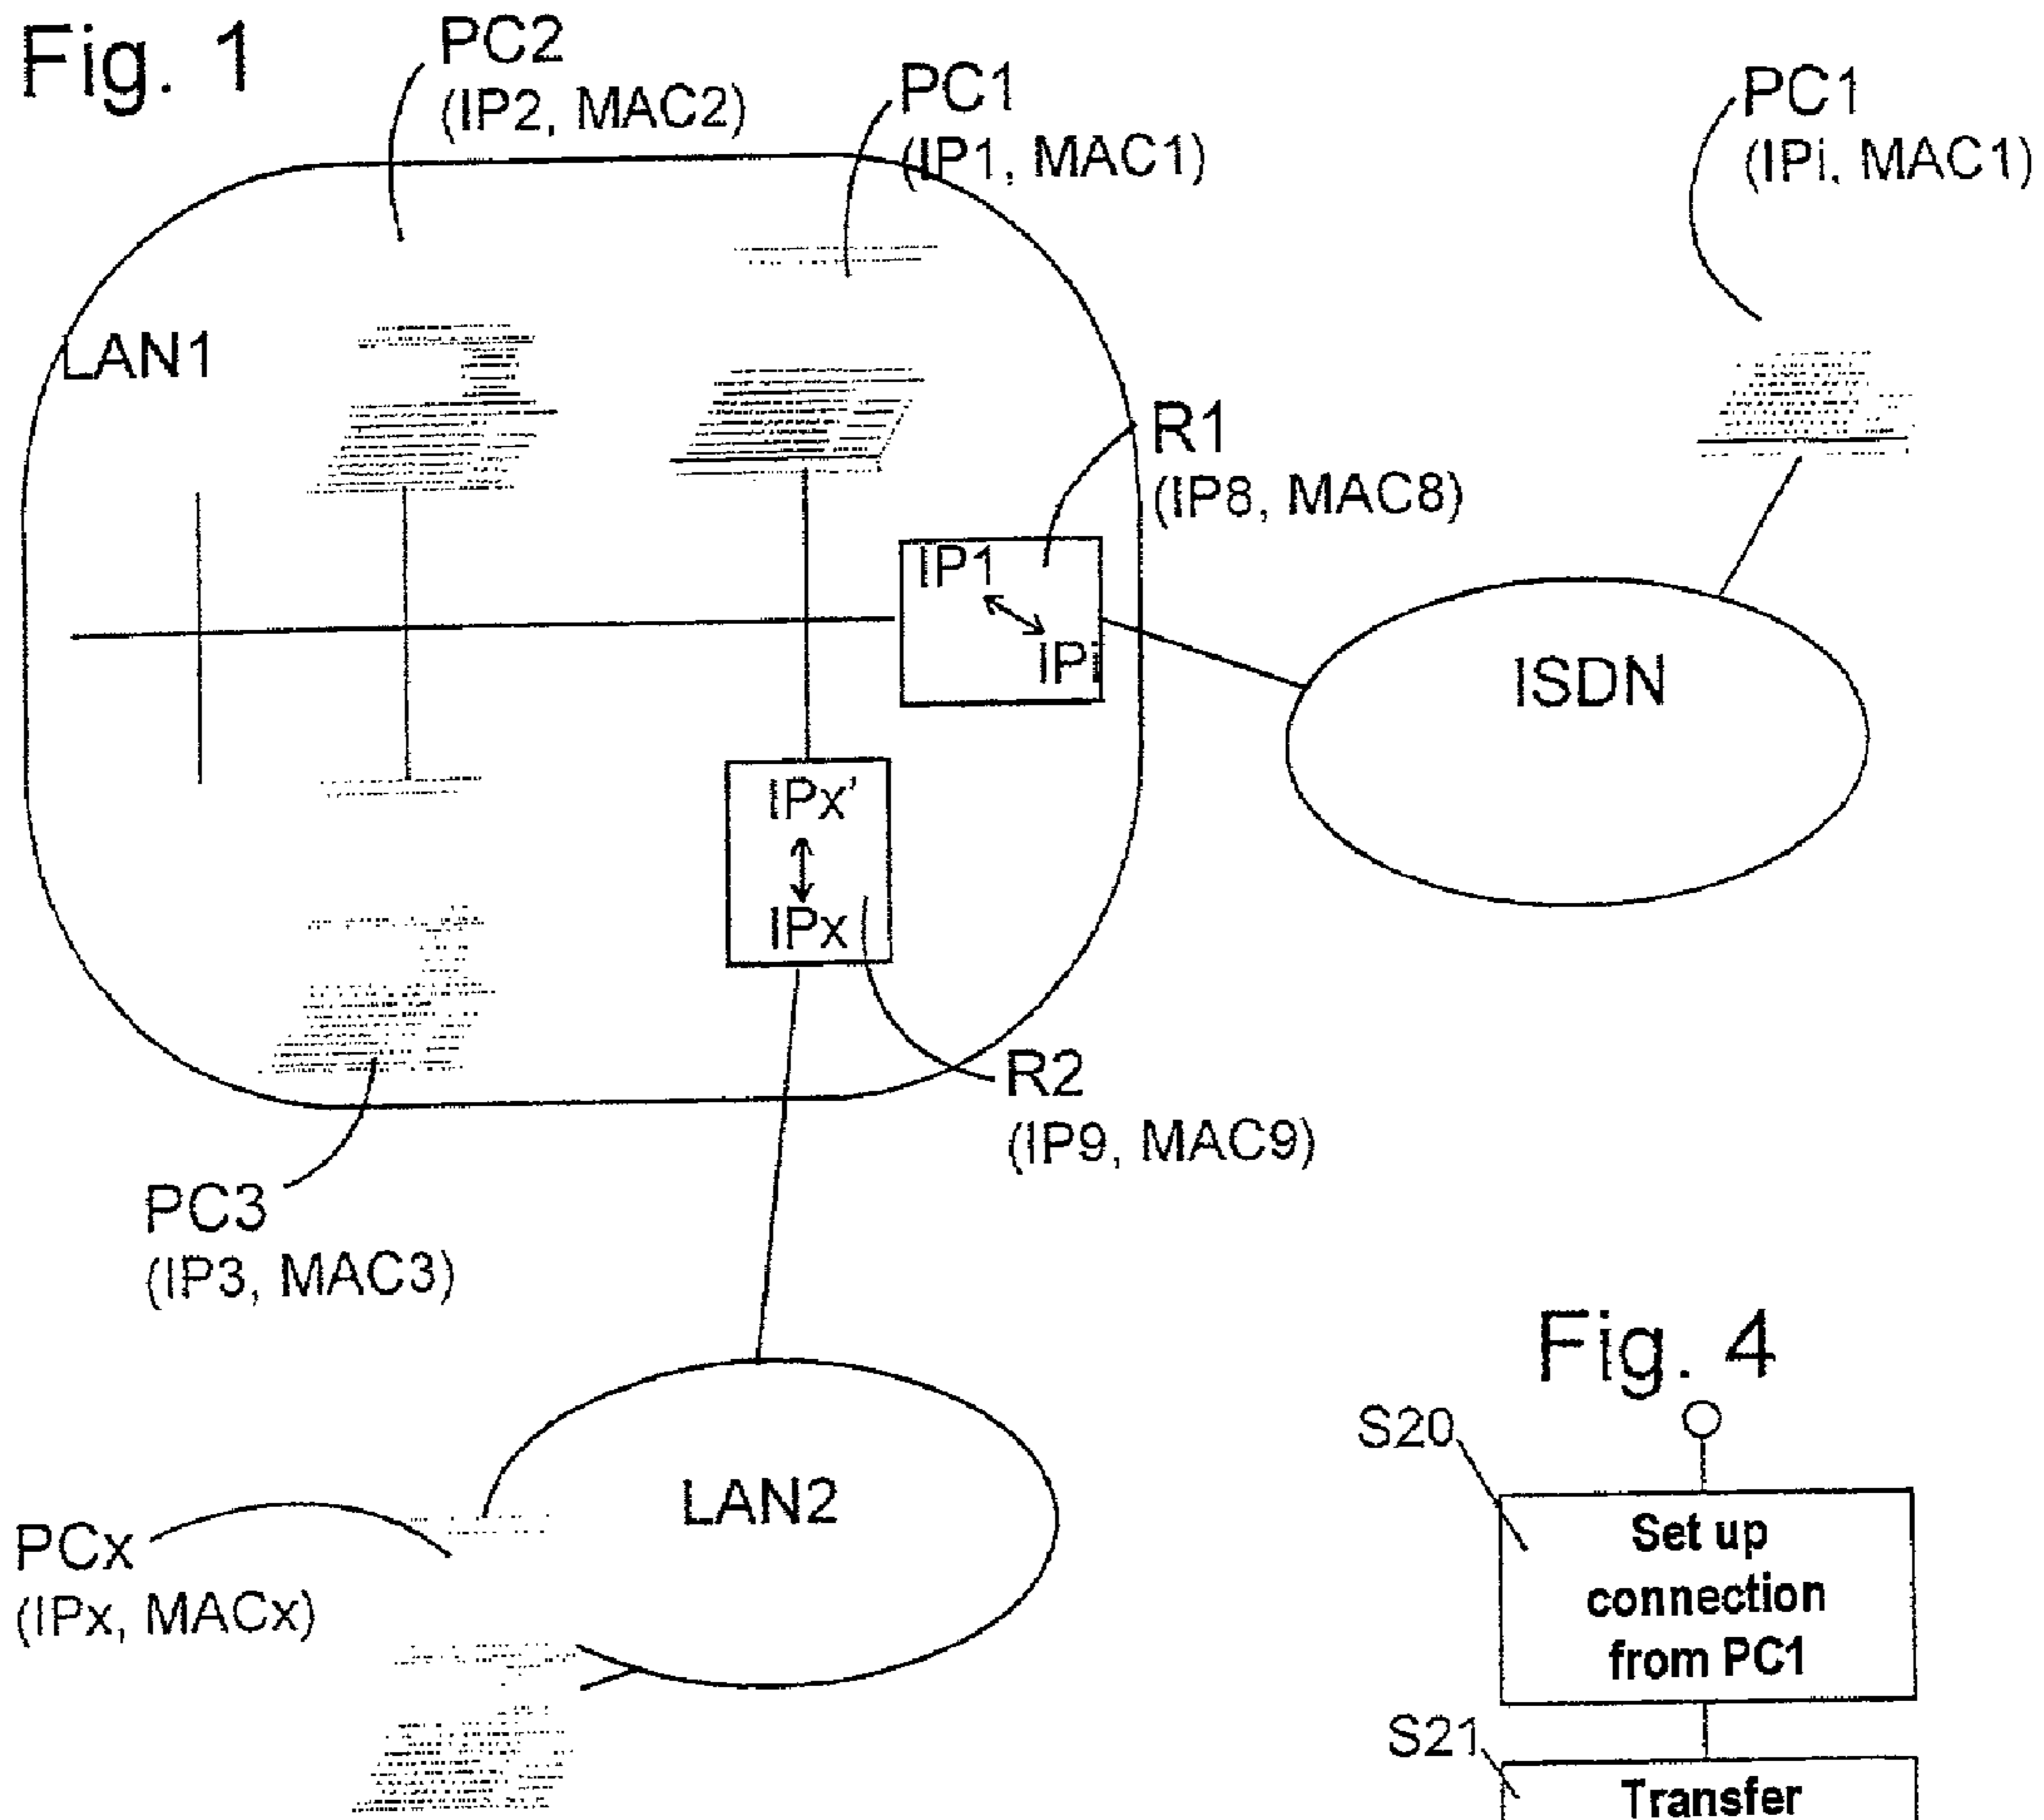 Fig. 1
PC2
(IP2, MAC2)
PC1
(IP1, MAC1)
PC1
(IPi, MAC1)
LAN1
R1
(IP8, MAC8)
IP1
IPi
ISDN
IPx'
IPx
R2
(IP9, MAC9)
PC3
(IP3, MAC3)
LAN2
PCx
(IPx, MACx)
Fig. 4
S20
Set up
connection
from PC1
S21
Transfer